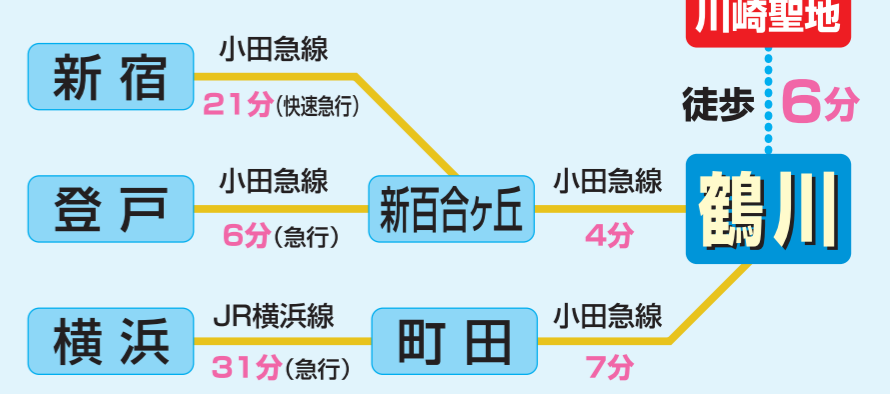 川崎聖地
徒歩 6分
新宿
小田急線
21分(快速急行)
登戸
小田急線
6分(急行)
新百合ヶ丘
小田急線
4分
鶴川
横浜
JR横浜線
31分(急行)
町田
小田急線
7分